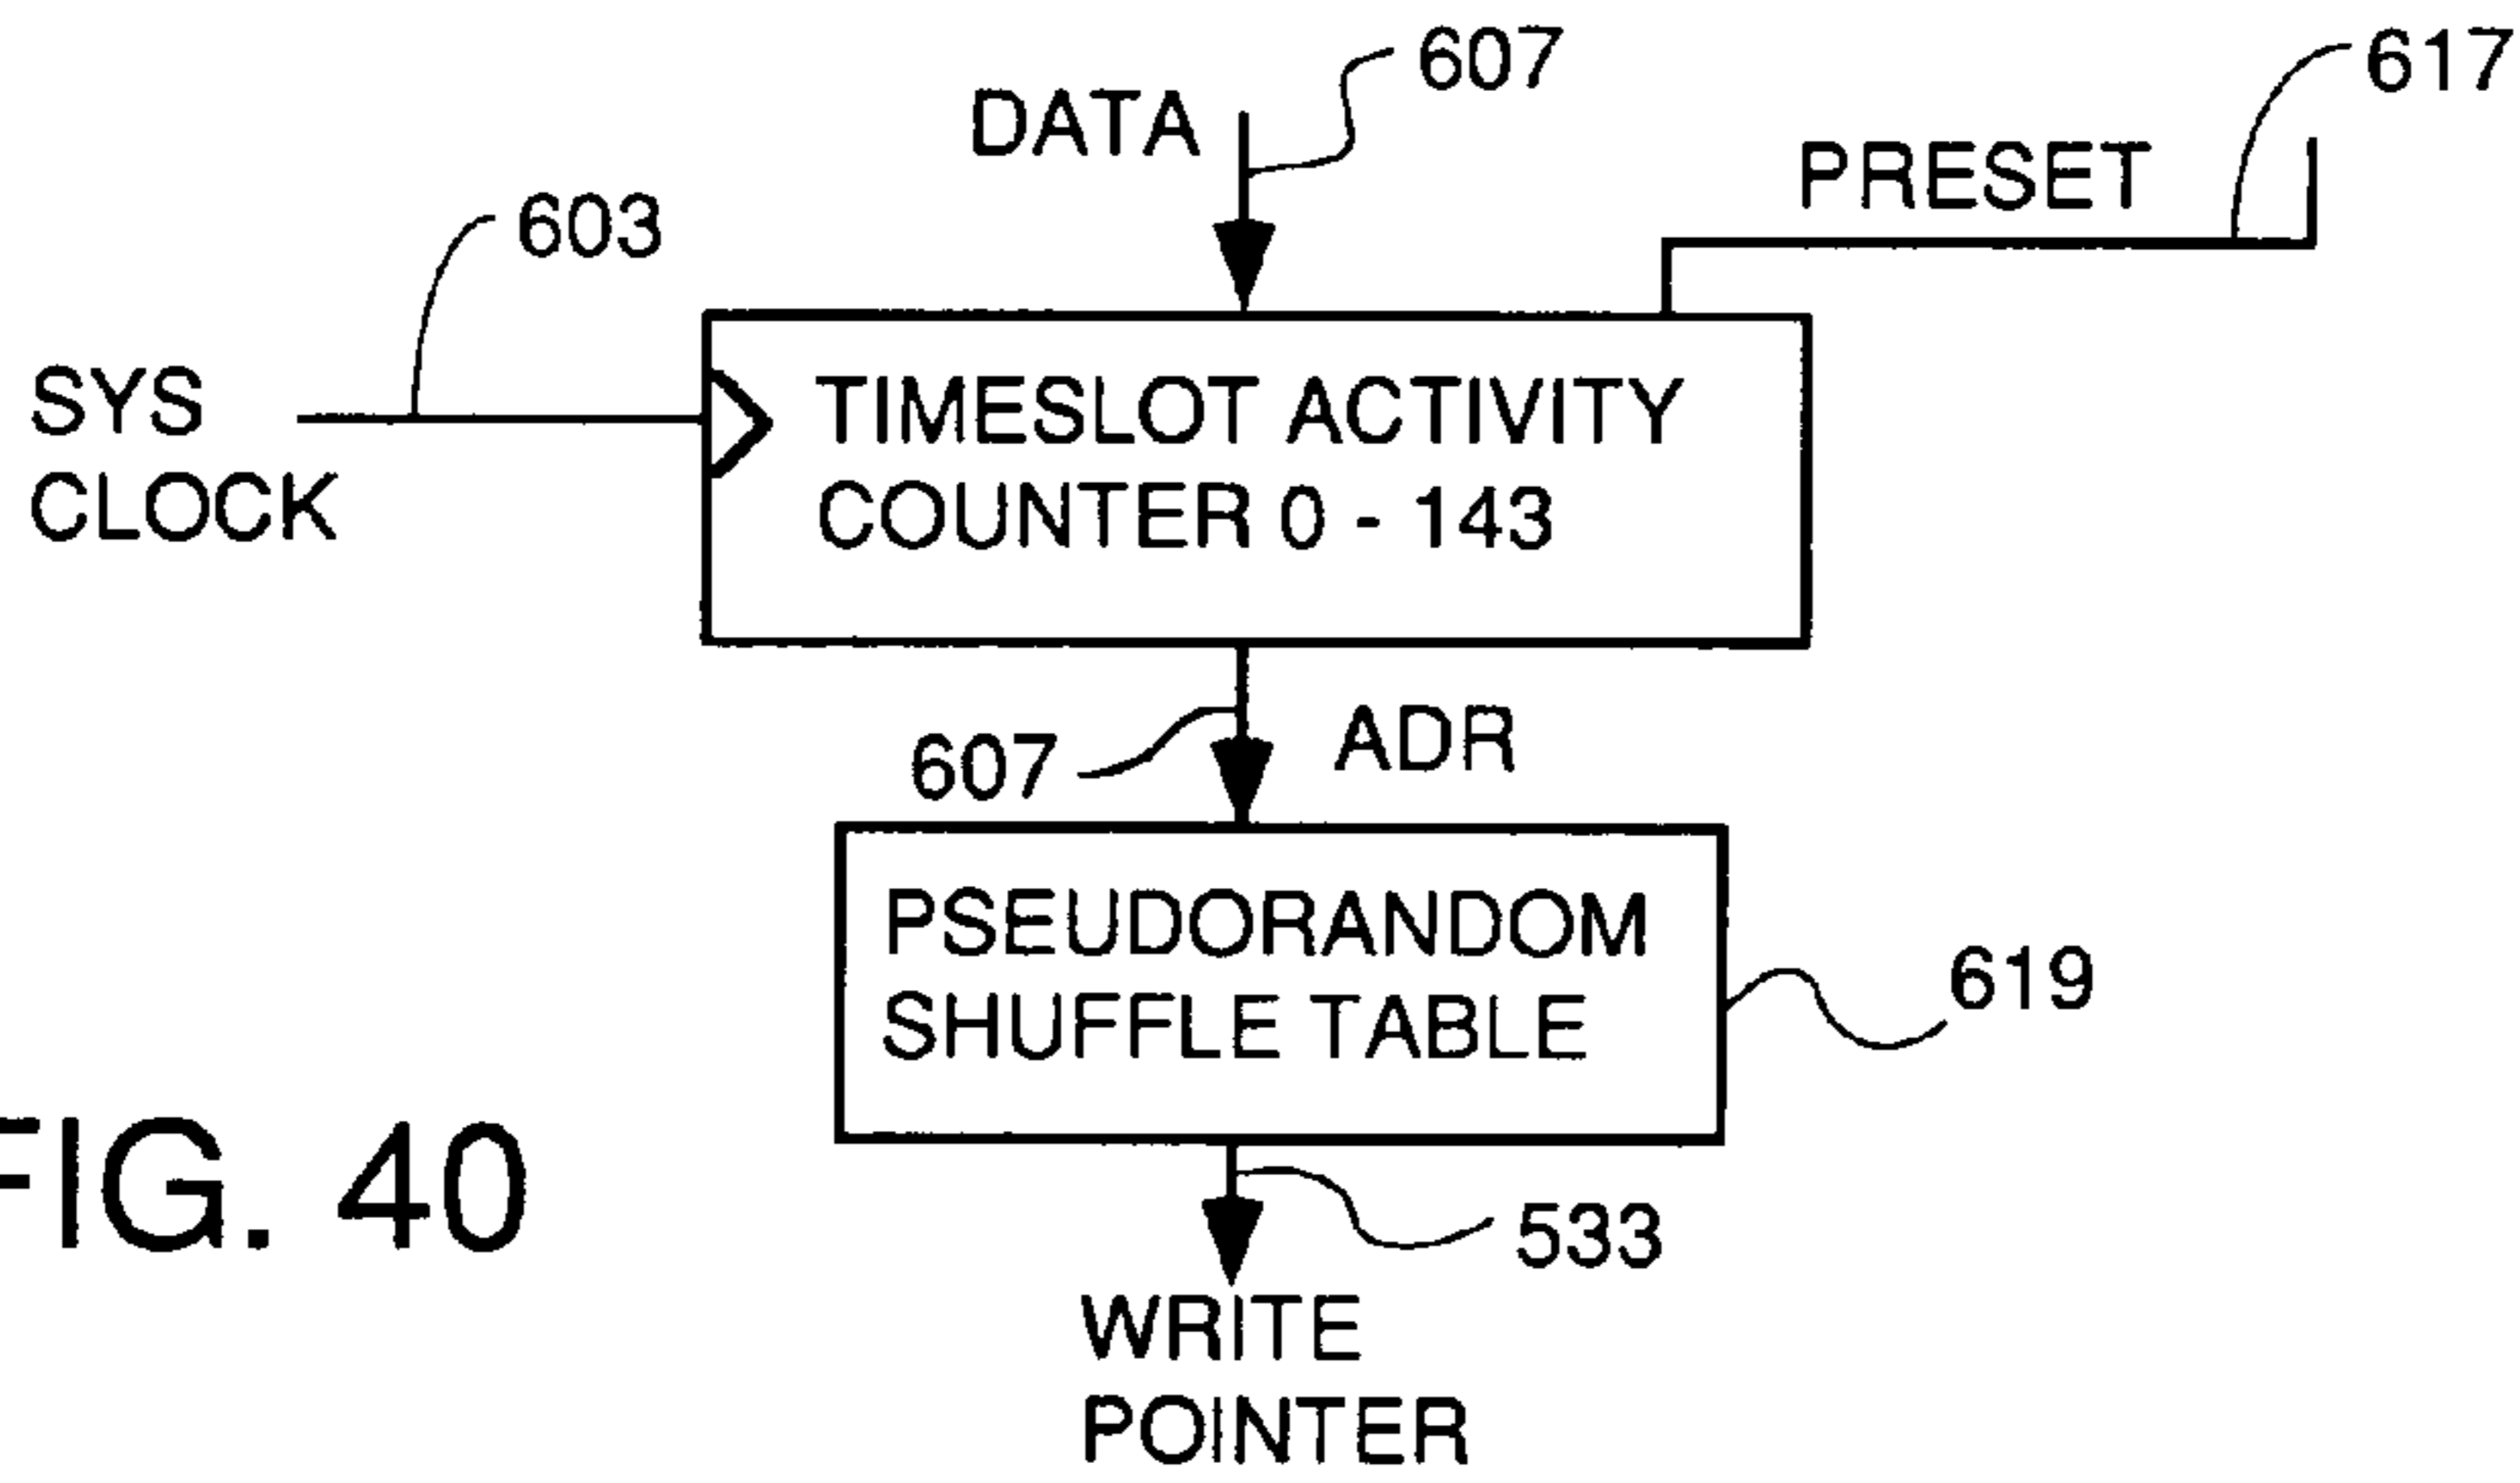 607
617
DATA
PRESET
603
SYS
CLOCK
TIMESLOT ACTIVITY
COUNTER 0 - 143
607
ADR
PSEUDORANDOM
SHUFFLE TABLE
619
FIG. 40
533
WRITE
POINTER